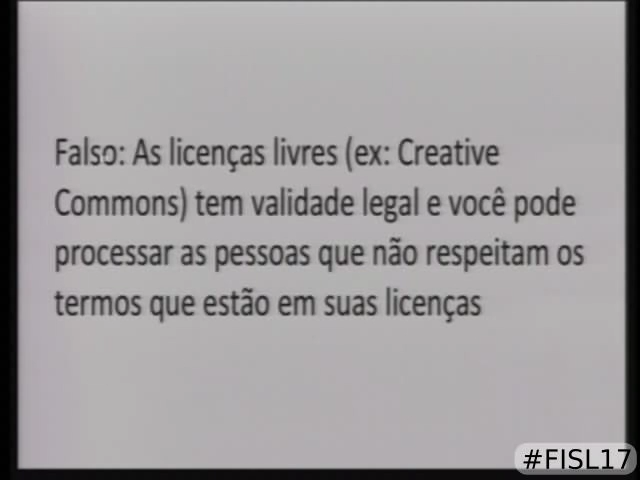 Falso: As licenças livres (ex: Creative
Commons) tem validade legal e você pode
processar as pessoas que não respeitam os
termos que estão em suas licenças
#FISL17